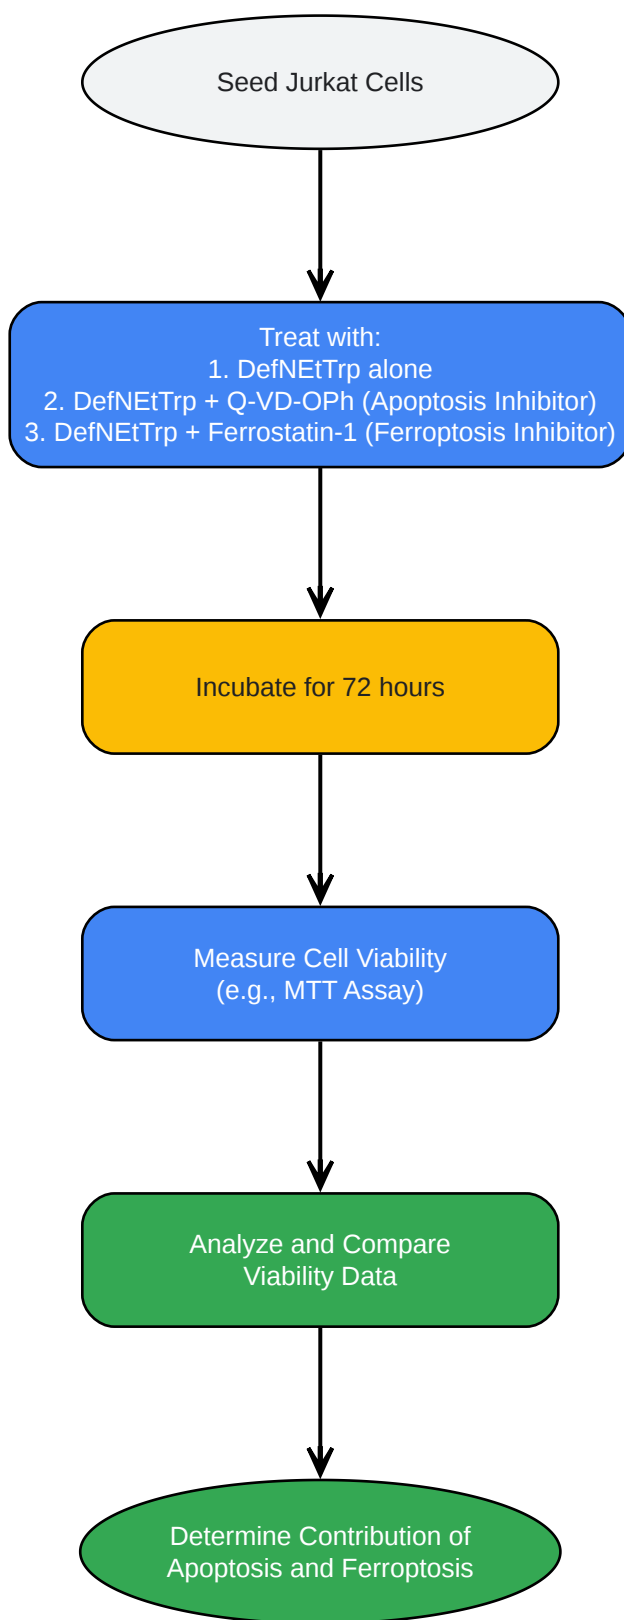 Seed Jurkat Cells
Treat with:
1. DefNEtTrp alone
2. DefNEtTrp + Q-VD-OPh (Apoptosis Inhibitor)
3. DefNEtTrp + Ferrostatin-1 (Ferroptosis Inhibitor)
Incubate for 72 hours
Measure Cell Viability
(e.g., MTT Assay)
Analyze and Compare
Viability Data
Determine Contribution of
Apoptosis and Ferroptosis